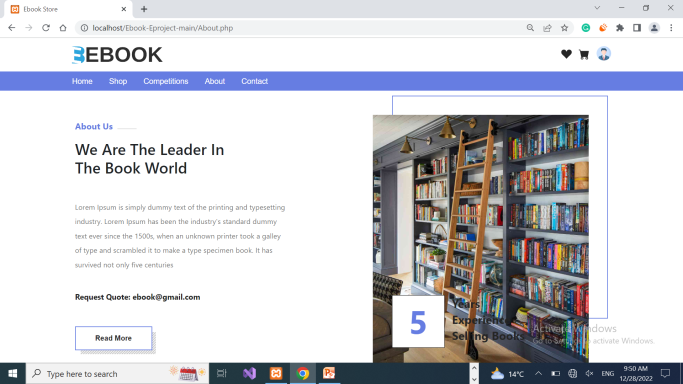 Ebook Store
localhost/Ebook-Eproject-main/About.php
EBOOK
Home Shop Competitions About Contact
About Us
We Are The Leader In
The Book World
Lorem Ipsum is simply dummy text of the printing and typesetting
industry. Lorem Ipsum has been the industry's standard dummy
text ever since the 1500s, when an unknown printer took a galley
of type and scrambled it to make a type specimen book. It has
survived not only five centuries
Request Quote: ebook@gmail.com
Read More
5
Years
Experience
Selling Books
Activate Windows
Go to Settings to activate Windows.
Type here to search
14°C
ENG
9:50 AM
12/28/2022